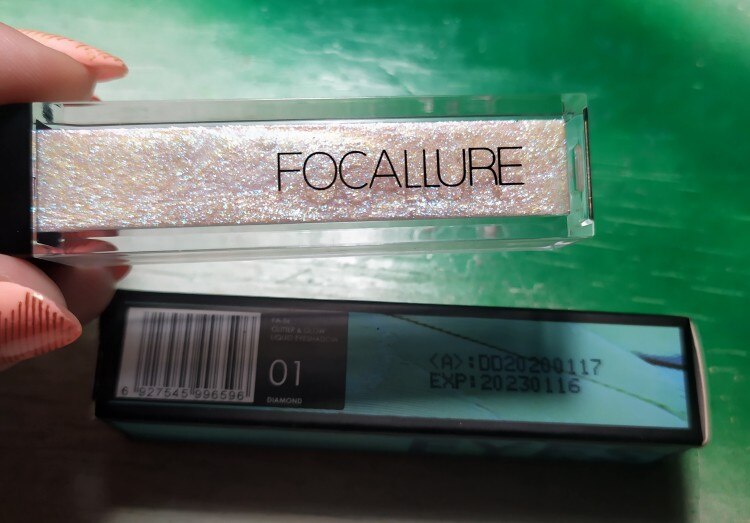 FOCALLURE
GLITTER & GLOW
LIQUID EYESHADOW
01
DIAMOND
6 927545 996596
<A>:DD20200117
EXP:20230116